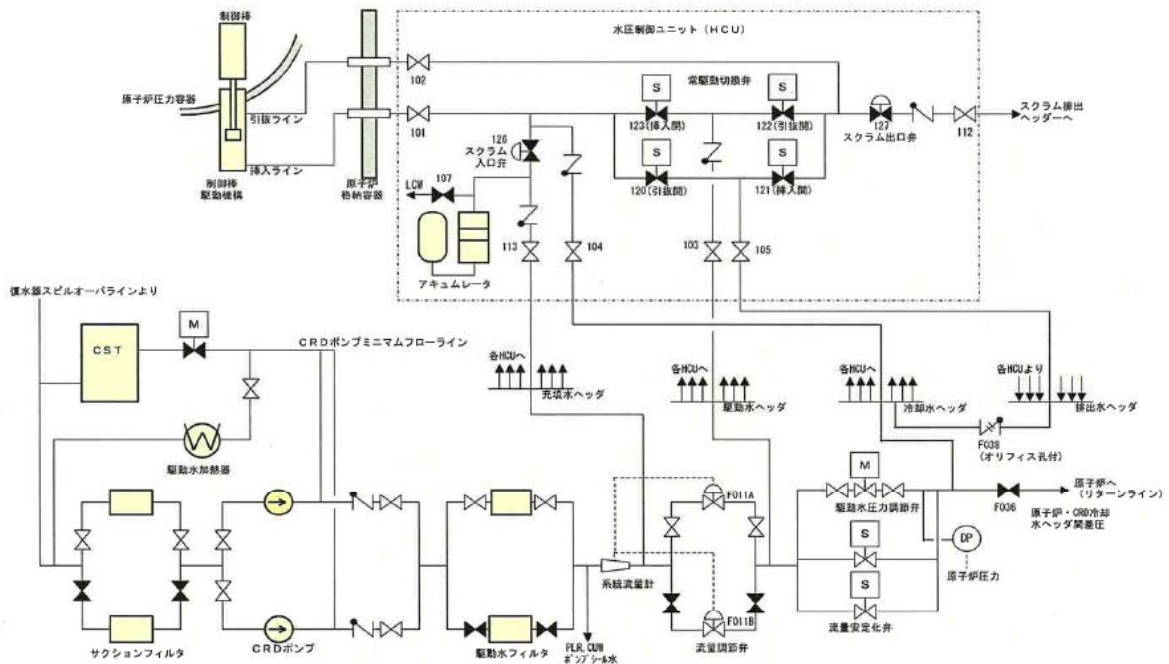 制御棒
水圧制御ユニット（HCU）
原子炉圧力容器
引抜ライン
挿入ライン
制御棒
駆動機構
原子炉
格納容器
102
101
126
スクラム
入口弁
LCW
107
113
104
アキュムレータ
S
S
常駆動切換弁
123(挿入開)
122(引抜開)
S
S
120(引抜開)
121(挿入開)
103
105
127
スクラム出口弁
112
スクラム排出
ヘッダーへ
復水器スピルオーバラインより
CST
M
CRDポンプミニマムフローライン
駆動水加熱器
各HCUへ
充填水ヘッダ
各HCUへ
駆動水ヘッダ
各HCUへ
冷却水ヘッダ
各HCUより
排出水ヘッダ
F038
(オリフィス孔付)
サクションフィルタ
CRDポンプ
駆動水フィルタ
PLR, CUW
ポンプシール水
系統流量計
F011A
F011B
流量調節弁
M
駆動水圧力調節弁
S
S
流量安定化弁
F036
原子炉へ
(リターンライン)
原子炉・CRD冷却
水ヘッダ間差圧
DP
原子炉圧力